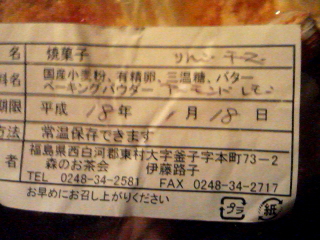 名 焼菓子 りんご・チーズ
料名 国産小麦粉、有精卵、三温糖、バター
ベーキングパウダー アーモンド レモン
期限 平成 18年 1月 18日
方法 常温保存できます
者 福島県西白河郡東村大字釜子字本町73-2
森のお茶会 伊藤路子
TEL 0248-34-2581 FAX 0248-34-2717
お早めにお召し上がりください
プラ 紙